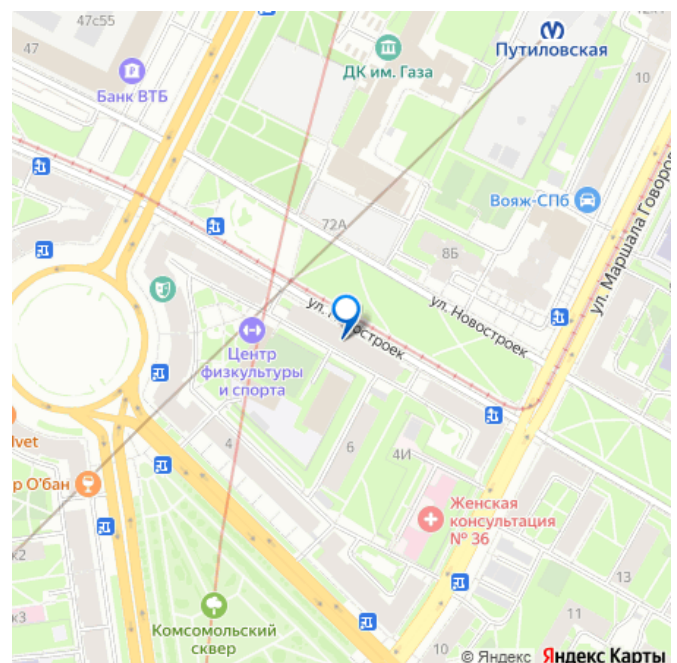 47с55
47
Путиловская
10
ДК им. Газа
Банк ВТБ
Вояж-СПб
72А
8Б
ул. Маршала Говоров
ул. Новостроек
Центр
физкультуры
и спорта
lvet
4
6
4И
р О'бан
Женская
консультация
№ 36
к2
13
к3
Комсомольский
сквер
11
10
© Яндекс Яндекс Карты